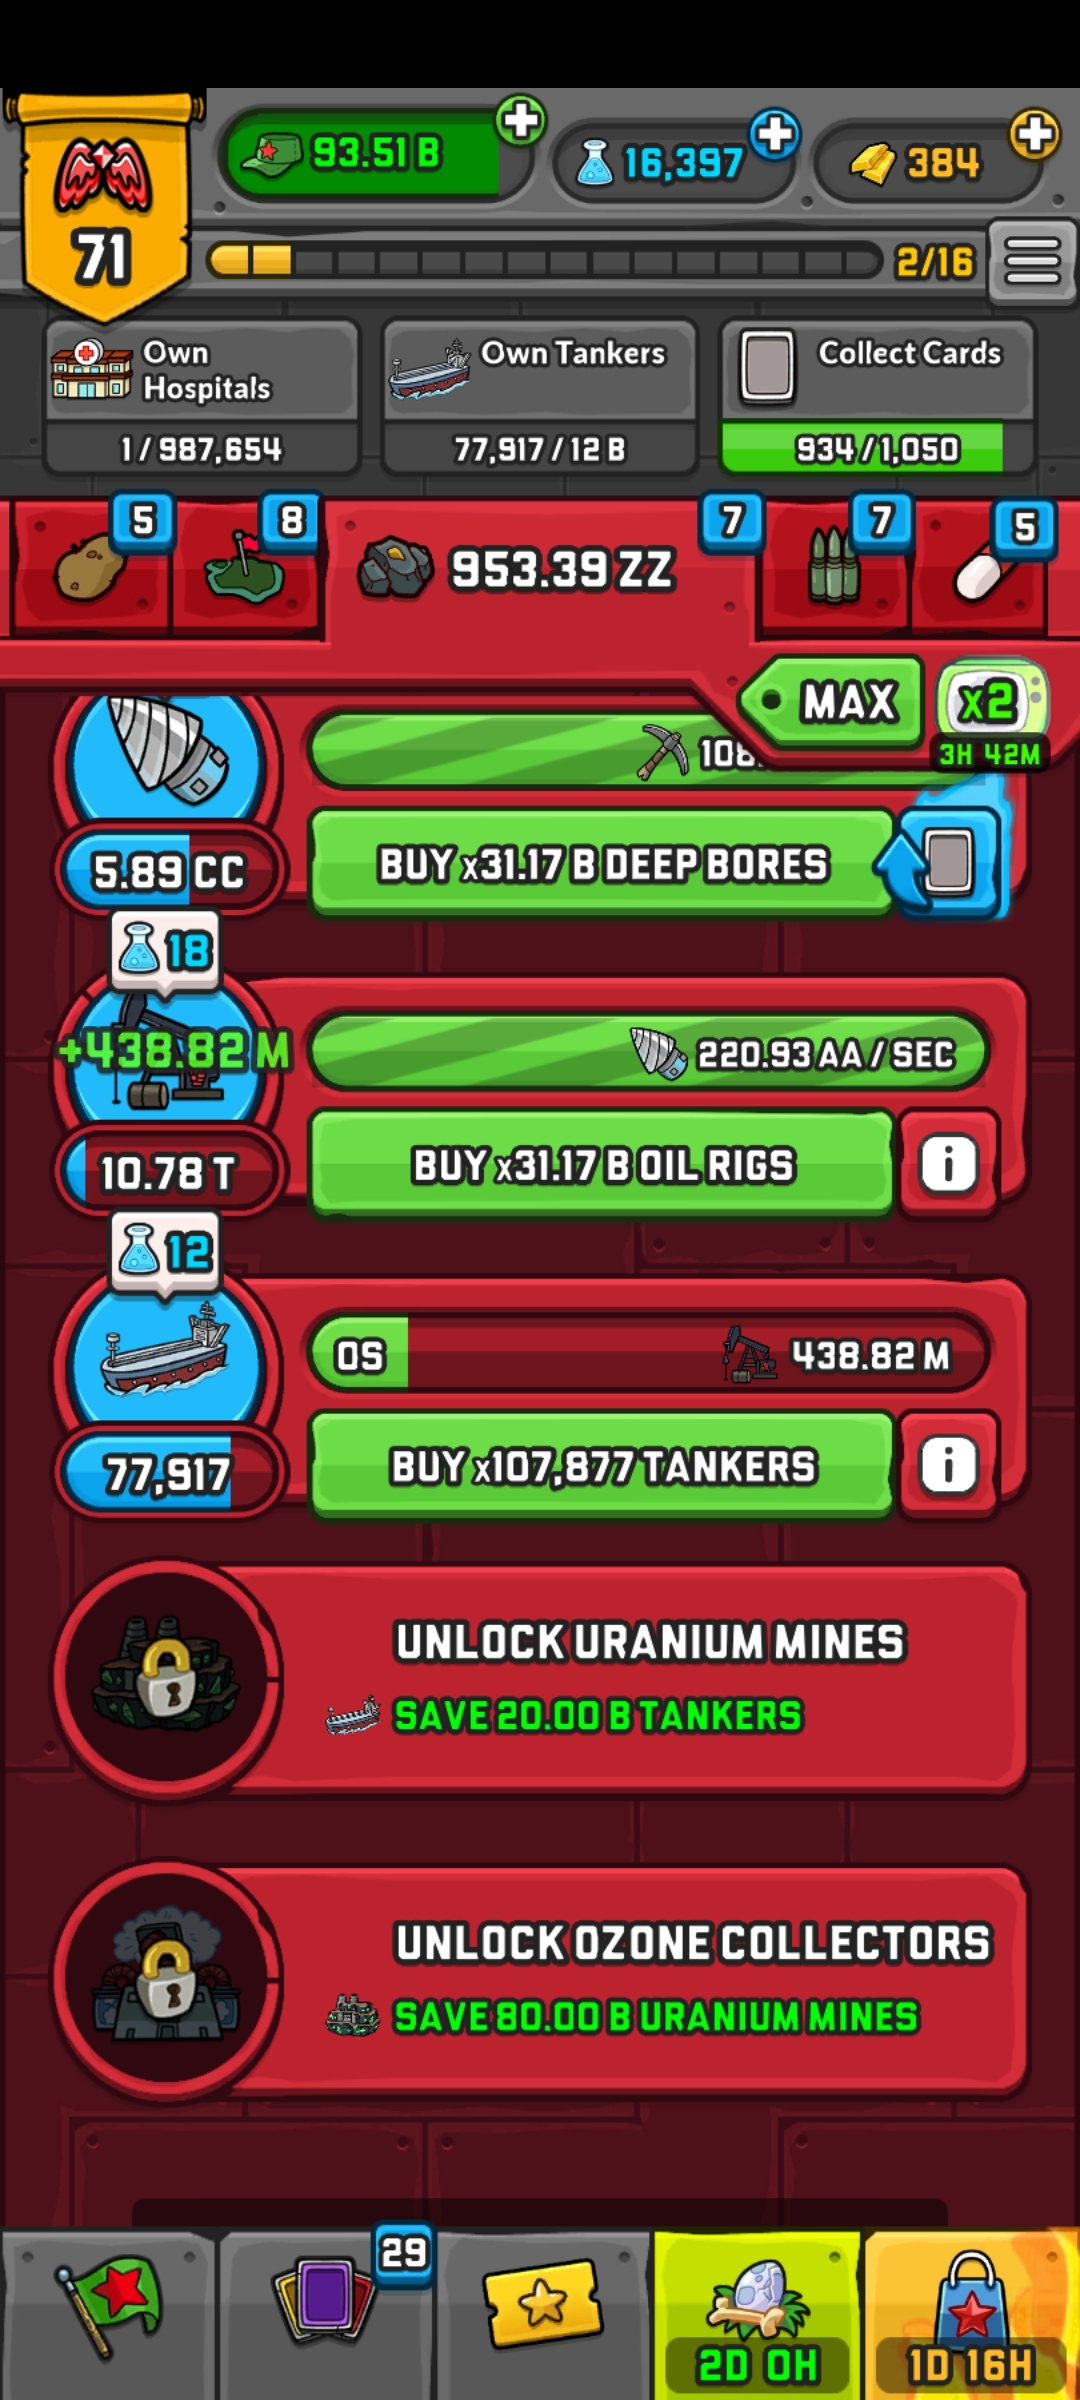 93.51 B
16,397
384
71
2/16
Own Hospitals
1 / 987,654
Own Tankers
77,917 / 12 B
Collect Cards
934 / 1,050
5
8
953.39 ZZ
7
7
5
MAX
x2
3H 42M
108.
5.89 CC
BUY x31.17 B DEEP BORES
18
+438.82 M
220.93 AA / SEC
10.78 T
BUY x31.17 B OIL RIGS
i
12
0S
438.82 M
77,917
BUY x107,877 TANKERS
i
UNLOCK URANIUM MINES
SAVE 20.00 B TANKERS
UNLOCK OZONE COLLECTORS
SAVE 80.00 B URANIUM MINES
29
2D 0H
1D 16H